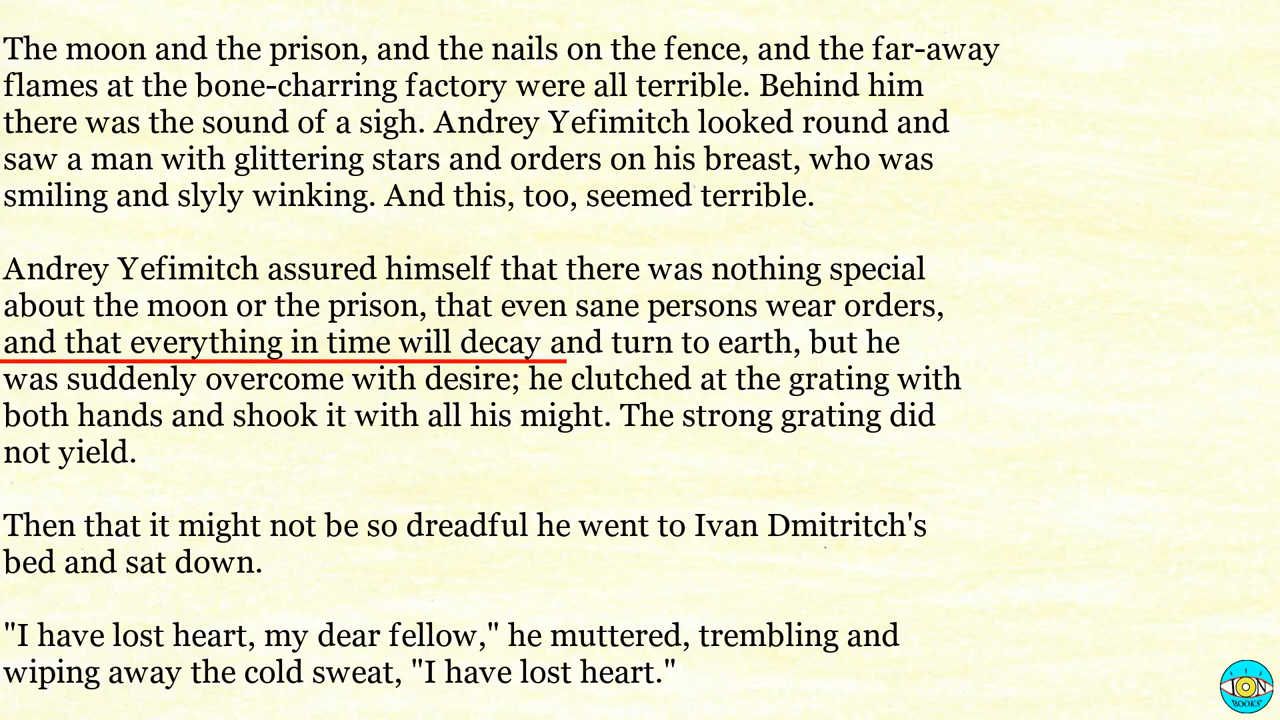 The moon and the prison, and the nails on the fence, and the far-away
flames at the bone-charring factory were all terrible. Behind him
there was the sound of a sigh. Andrey Yefimitch looked round and
saw a man with glittering stars and orders on his breast, who was
smiling and slyly winking. And this, too, seemed terrible.
Andrey Yefimitch assured himself that there was nothing special
about the moon or the prison, that even sane persons wear orders,
and that everything in time will decay and turn to earth, but he
was suddenly overcome with desire; he clutched at the grating with
both hands and shook it with all his might. The strong grating did
not yield.
Then that it might not be so dreadful he went to Ivan Dmitritch's
bed and sat down.
"I have lost heart, my dear fellow," he muttered, trembling and
wiping away the cold sweat, "I have lost heart."
ION
BOOKS